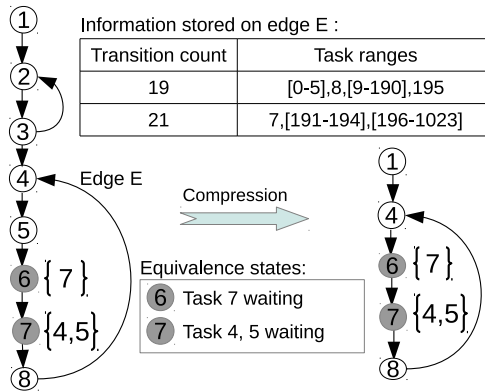 Information stored on edge E :
Transition count Task ranges
19 [0-5],8,[9-190],195
21 7,[191-194],[196-1023]
1
2
3
4
Edge E
5
6 { 7 }
7 {4,5}
8
Compression
Equivalence states:
6 Task 7 waiting
7 Task 4, 5 waiting
1
4
6 { 7 }
7 {4,5}
8